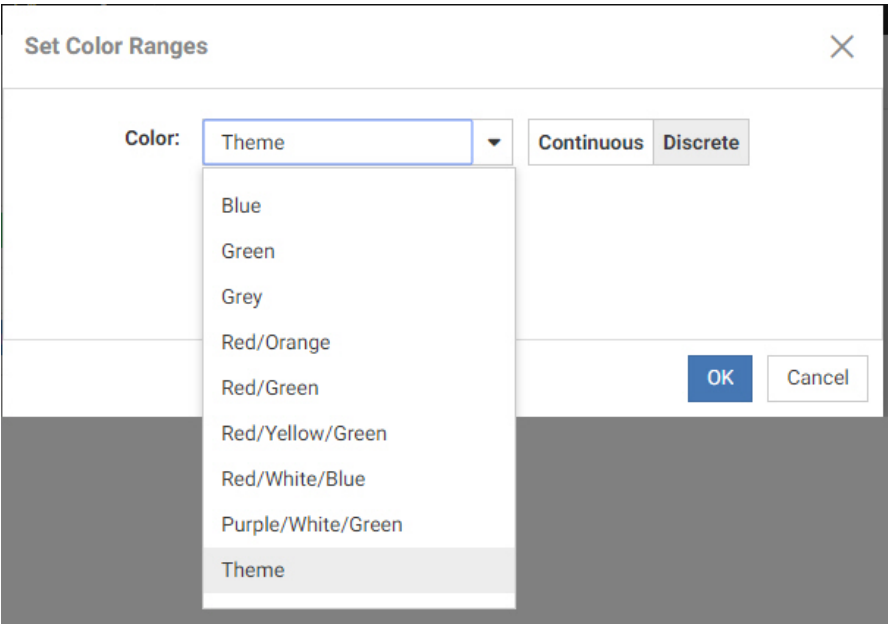 Set Color Ranges
Color: Theme Continuous Discrete
Blue
Green
Grey
Red/Orange
Red/Green
OK Cancel
Red/Yellow/Green
Red/White/Blue
Purple/White/Green
Theme